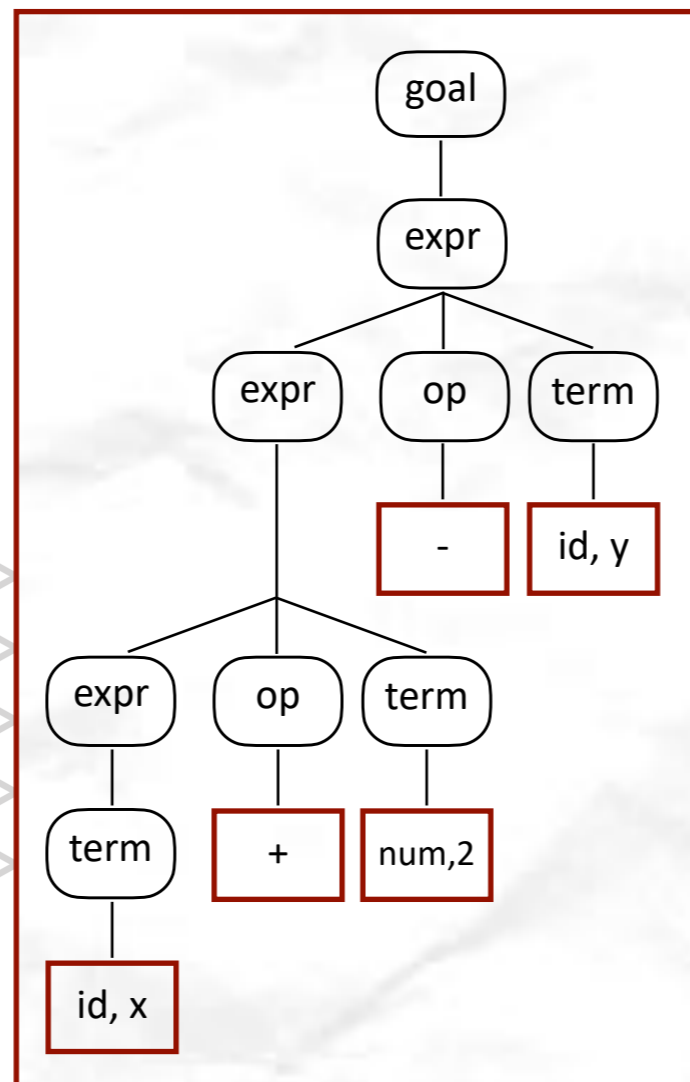 goal
expr
expr op term
- id, y
expr op term
term + num,2
id, x